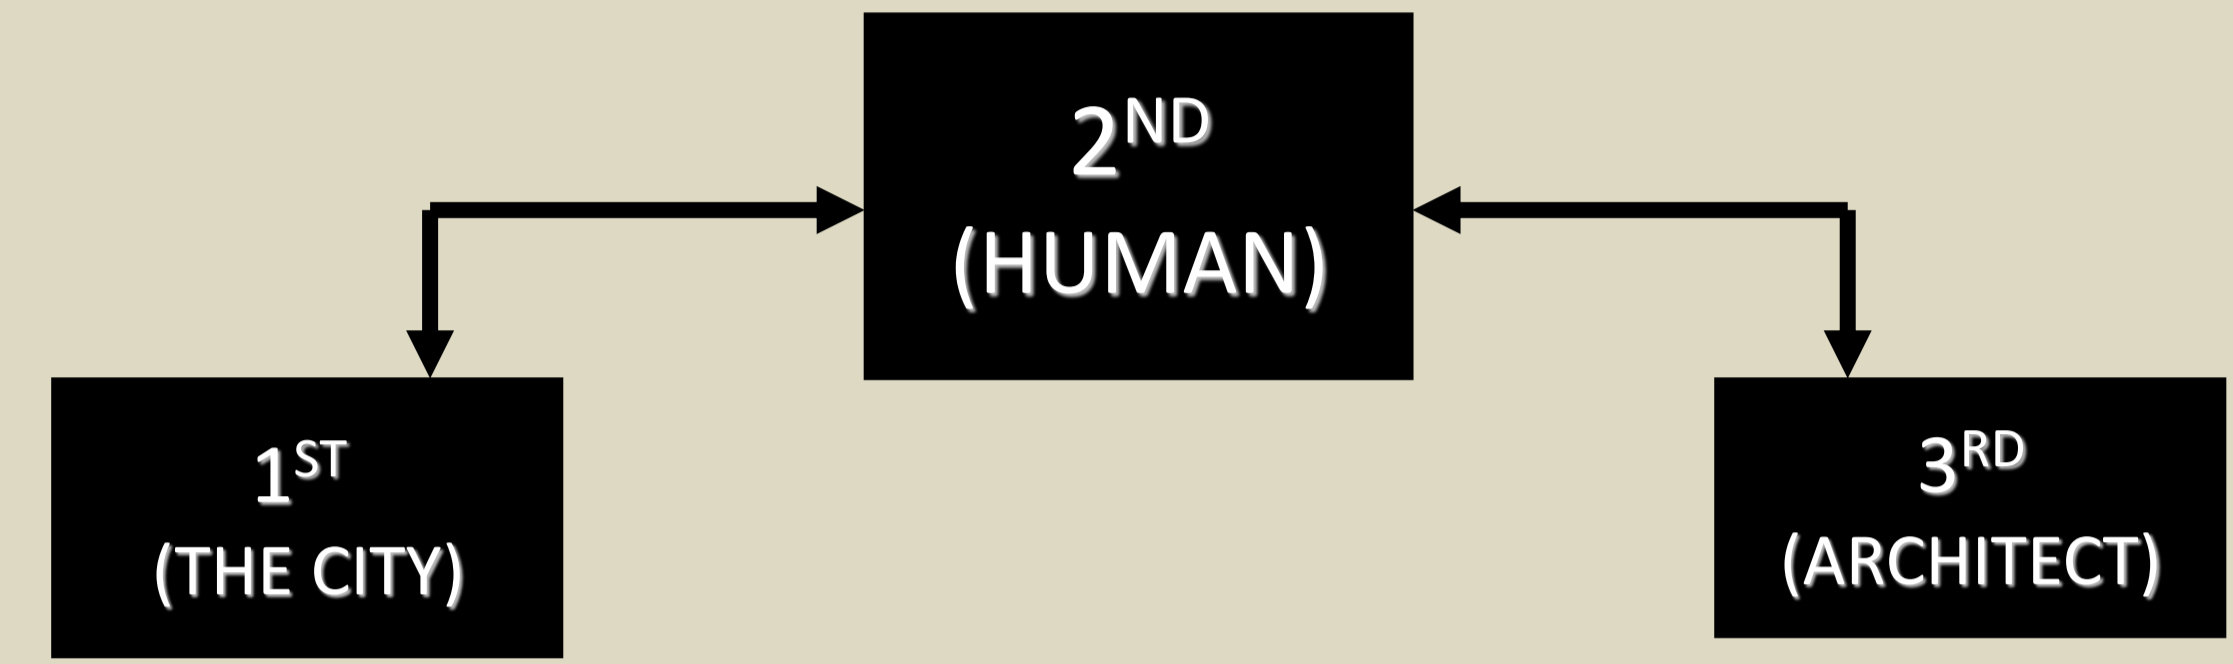 2ND
(HUMAN)
1ST
(THE CITY)
3RD
(ARCHITECT)